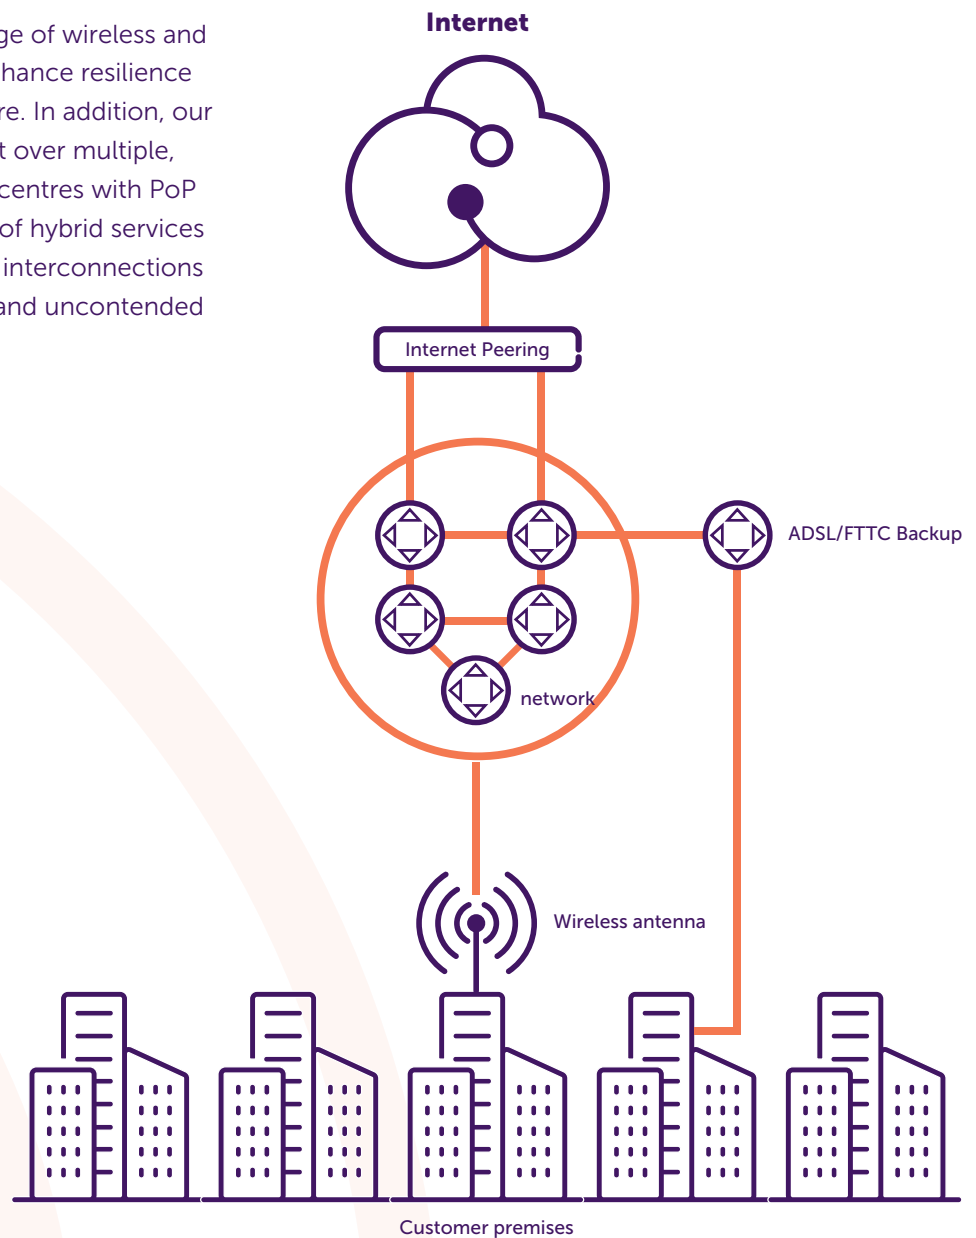 ge of wireless and
hance resilience
re. In addition, our
t over multiple,
centres with PoP
of hybrid services
interconnections
and uncontended
Internet
Internet Peering
ADSL/FTTC Backup
network
Wireless antenna
Customer premises